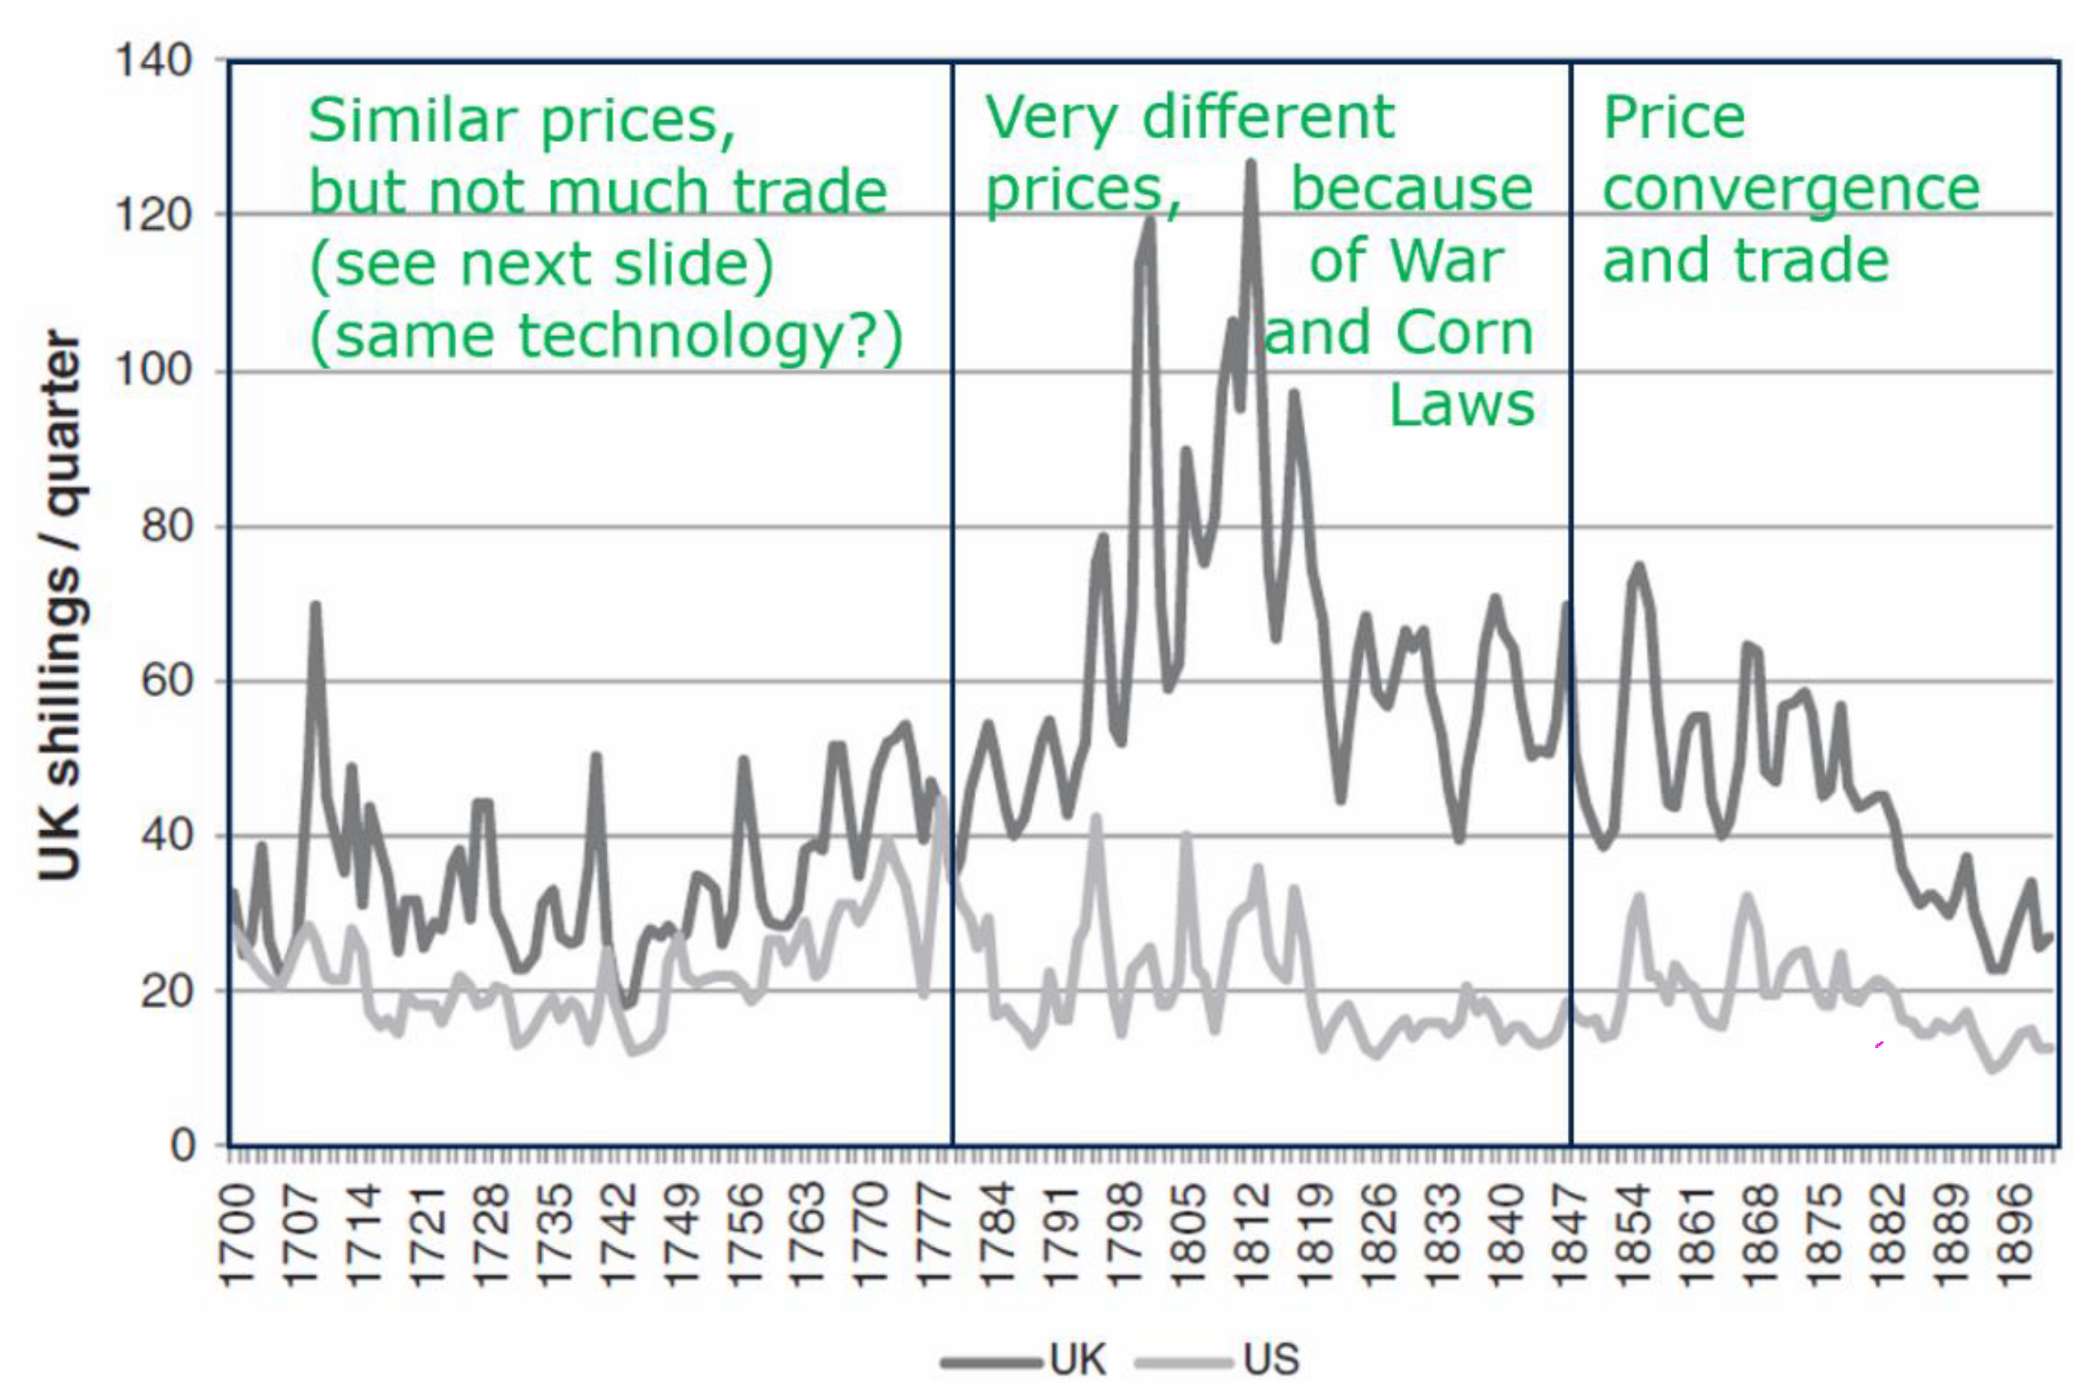 140
120
100
80
60
40
20
0
UK shillings / quarter
Similar prices,
but not much trade
(see next slide)
(same technology?)
Very different
prices, because
of War
and Corn
Laws
Price
convergence
and trade
1700
1707
1714
1721
1728
1735
1742
1749
1756
1763
1770
1777
1784
1791
1798
1805
1812
1819
1826
1833
1840
1847
1854
1861
1868
1875
1882
1889
1896
UK
US